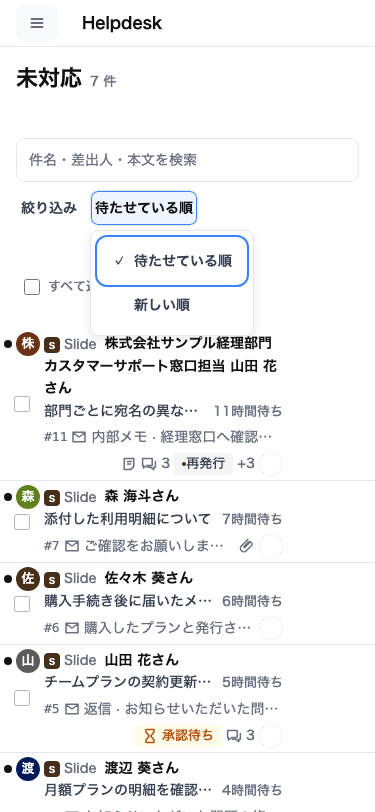 Helpdesk
未対応 7 件
件名・差出人・本文を検索
絞り込み 待たせている順
✓ 待たせている順
すべて
新しい順
株 s Slide 株式会社サンプル経理部門
カスタマーサポート窓口担当 山田 花
さん
部門ごとに宛名の異な… 11時間待ち
#11 内部メモ · 経理窓口へ確認…
3 •再発行 +3
森 s Slide 森 海斗さん
添付した利用明細について 7時間待ち
#7 ご確認をお願いしま…
佐 s Slide 佐々木 葵さん
購入手続き後に届いたメ… 6時間待ち
#6 購入したプランと発行さ…
山 s Slide 山田 花さん
チームプランの契約更新… 5時間待ち
#5 返信 · お知らせいただいた問…
承認待ち 3
渡 s Slide 渡辺 葵さん
月額プランの明細を確認… 4時間待ち